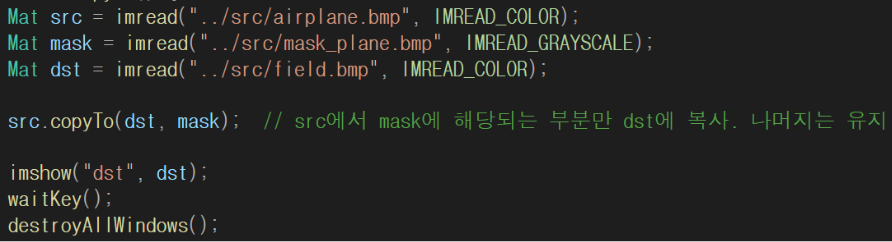 Mat src = imread("../src/airplane.bmp", IMREAD_COLOR);
Mat mask = imread("../src/mask_plane.bmp", IMREAD_GRAYSCALE);
Mat dst = imread("../src/field.bmp", IMREAD_COLOR);
src.copyTo(dst, mask);  // src에서 mask에 해당되는 부분만 dst에 복사. 나머지는 유지
imshow("dst", dst);
waitKey();
destroyAllWindows();